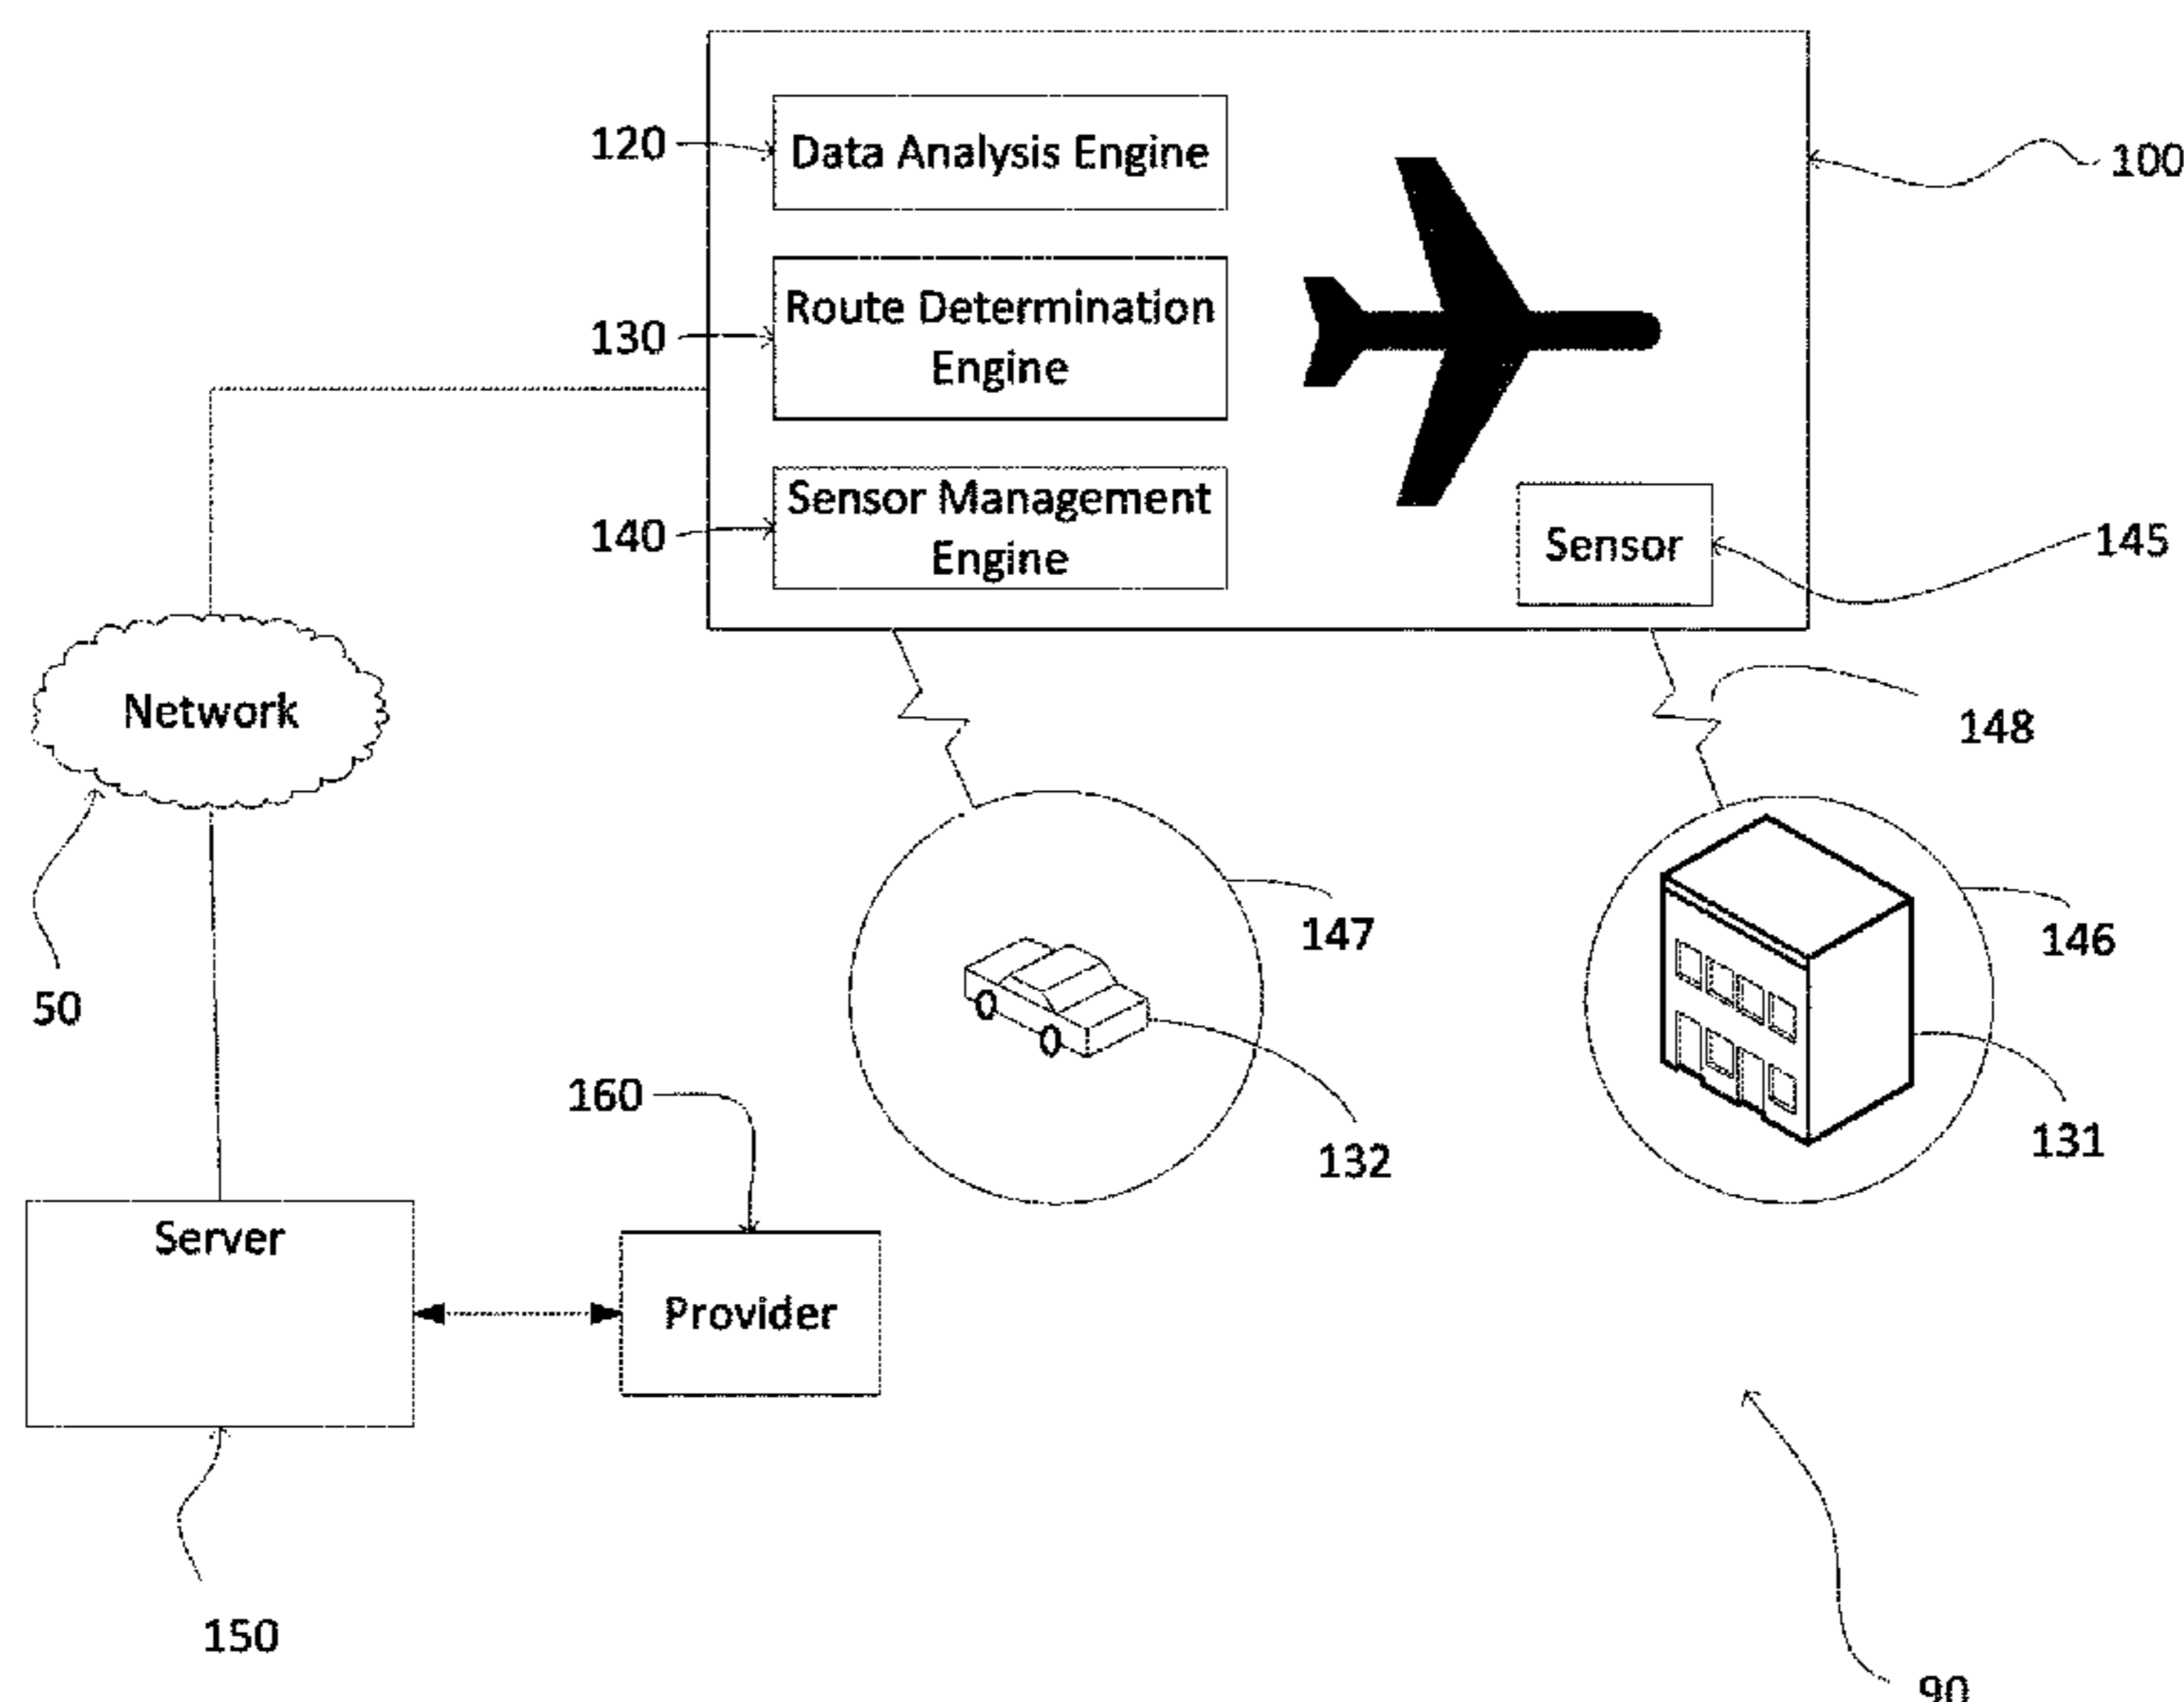 120
Data Analysis Engine
100
130
Route Determination
Engine
140
Sensor Management
Engine
Sensor
145
Network
148
50
147
146
160
132
131
Server
Provider
150
90